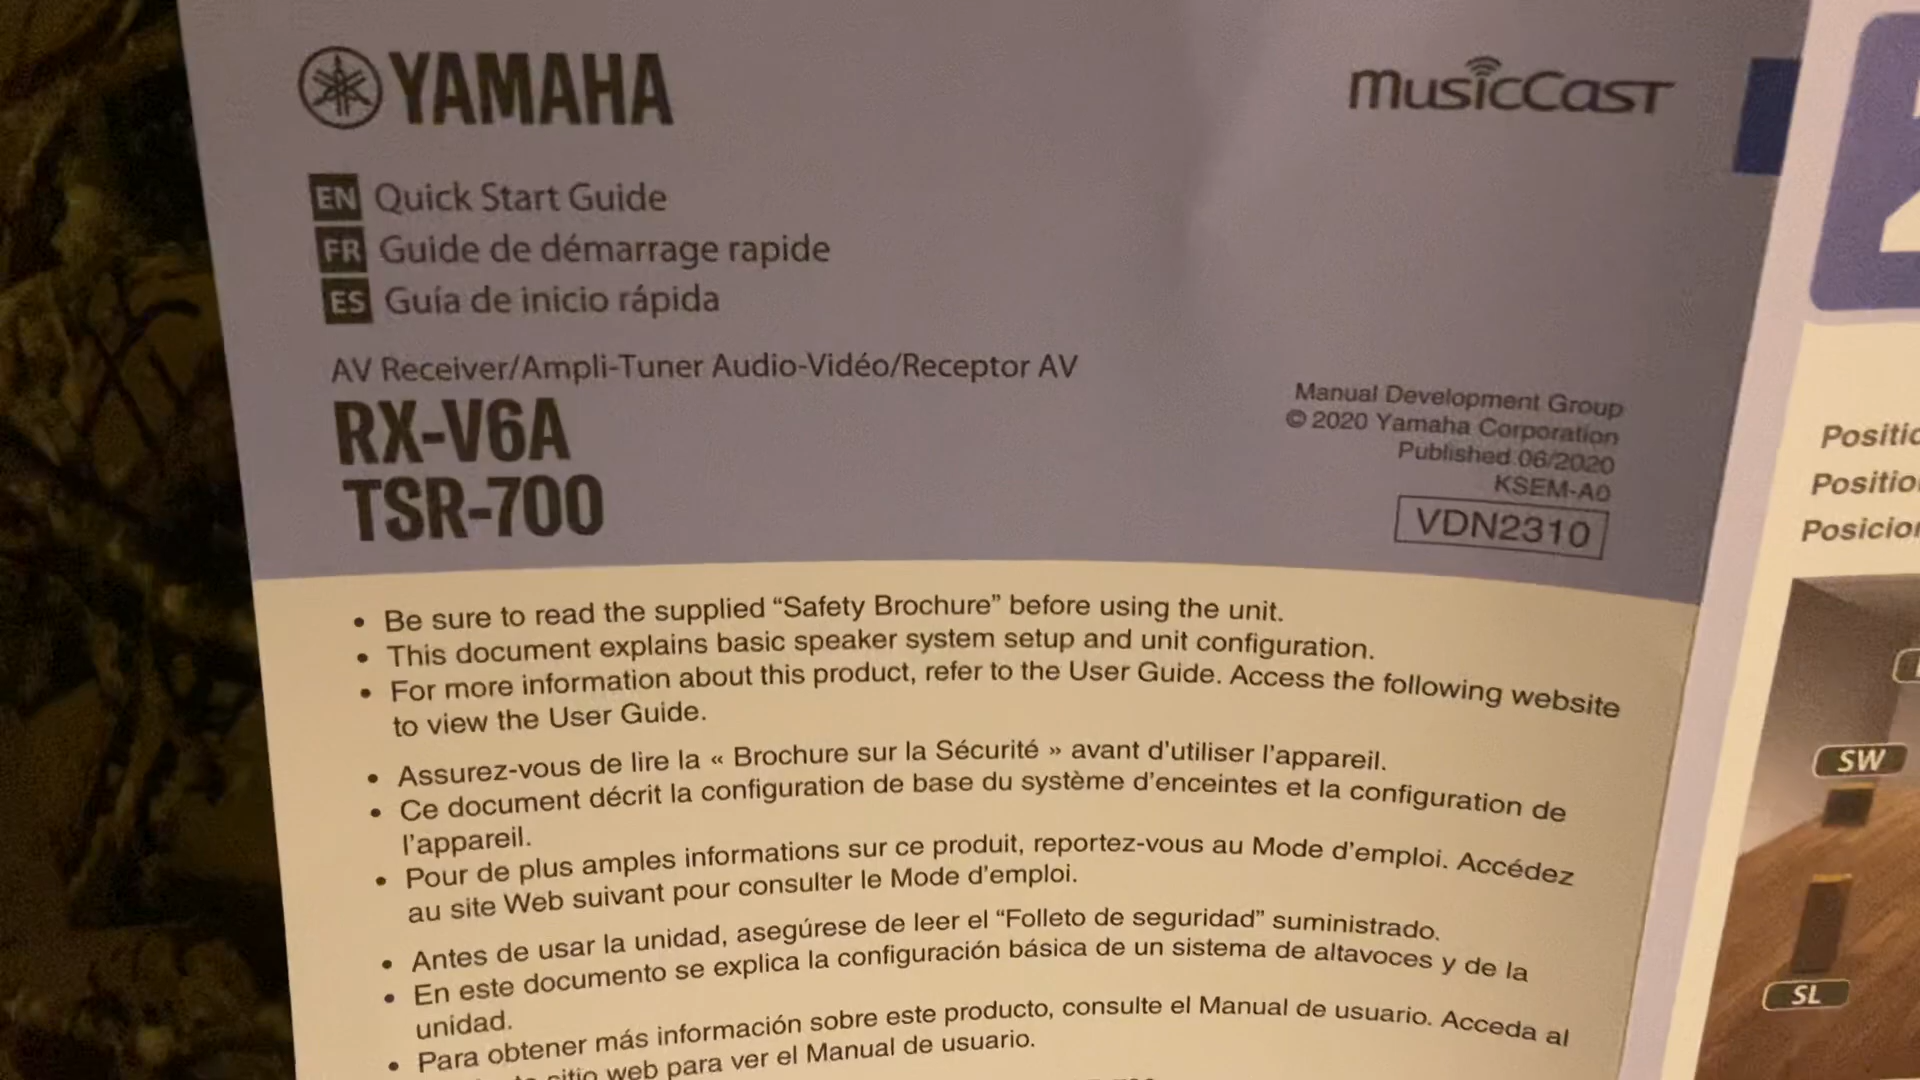 YAMAHA
MusicCast
EN Quick Start Guide
FR Guide de démarrage rapide
ES Guía de inicio rápida
AV Receiver/Ampli-Tuner Audio-Vidéo/Receptor AV
RX-V6A
TSR-700
Manual Development Group
© 2020 Yamaha Corporation
Published 06/2020
KSEM-A0
VDN2310
• Be sure to read the supplied “Safety Brochure” before using the unit.
• This document explains basic speaker system setup and unit configuration.
• For more information about this product, refer to the User Guide. Access the following website
to view the User Guide.
• Assurez-vous de lire la « Brochure sur la Sécurité » avant d’utiliser l’appareil.
• Ce document décrit la configuration de base du système d’enceintes et la configuration de
l’appareil.
• Pour de plus amples informations sur ce produit, reportez-vous au Mode d’emploi. Accédez
au site Web suivant pour consulter le Mode d’emploi.
• Antes de usar la unidad, asegúrese de leer el “Folleto de seguridad” suministrado.
• En este documento se explica la configuración básica de un sistema de altavoces y de la
unidad.
• Para obtener más información sobre este producto, consulte el Manual de usuario. Acceda al
sitio web para ver el Manual de usuario.
SW
SL